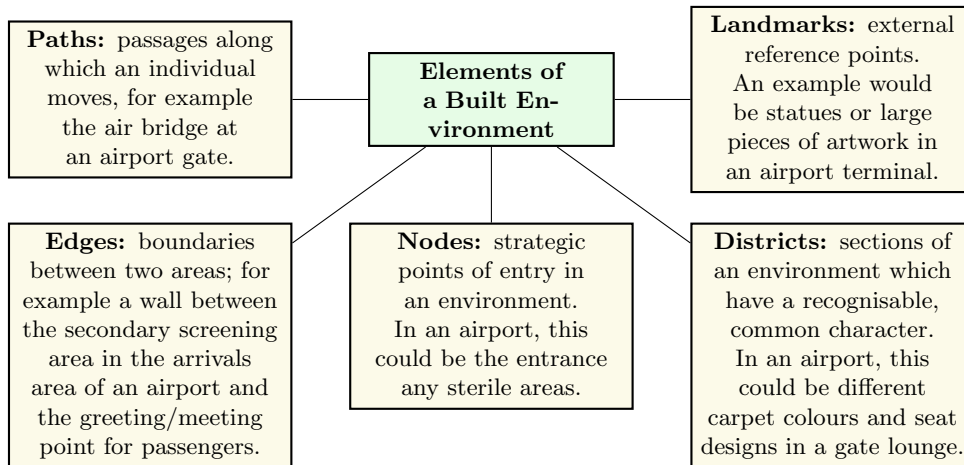 Paths: passages along
which an individual
moves, for example
the air bridge at
an airport gate.
Elements of
a Built En-
vironment
Landmarks: external
reference points.
An example would
be statues or large
pieces of artwork in
an airport terminal.
Edges: boundaries
between two areas; for
example a wall between
the secondary screening
area in the arrivals
area of an airport and
the greeting/meeting
point for passengers.
Nodes: strategic
points of entry in
an environment.
In an airport, this
could be the entrance
any sterile areas.
Districts: sections of
an environment which
have a recognisable,
common character.
In an airport, this
could be different
carpet colours and seat
designs in a gate lounge.